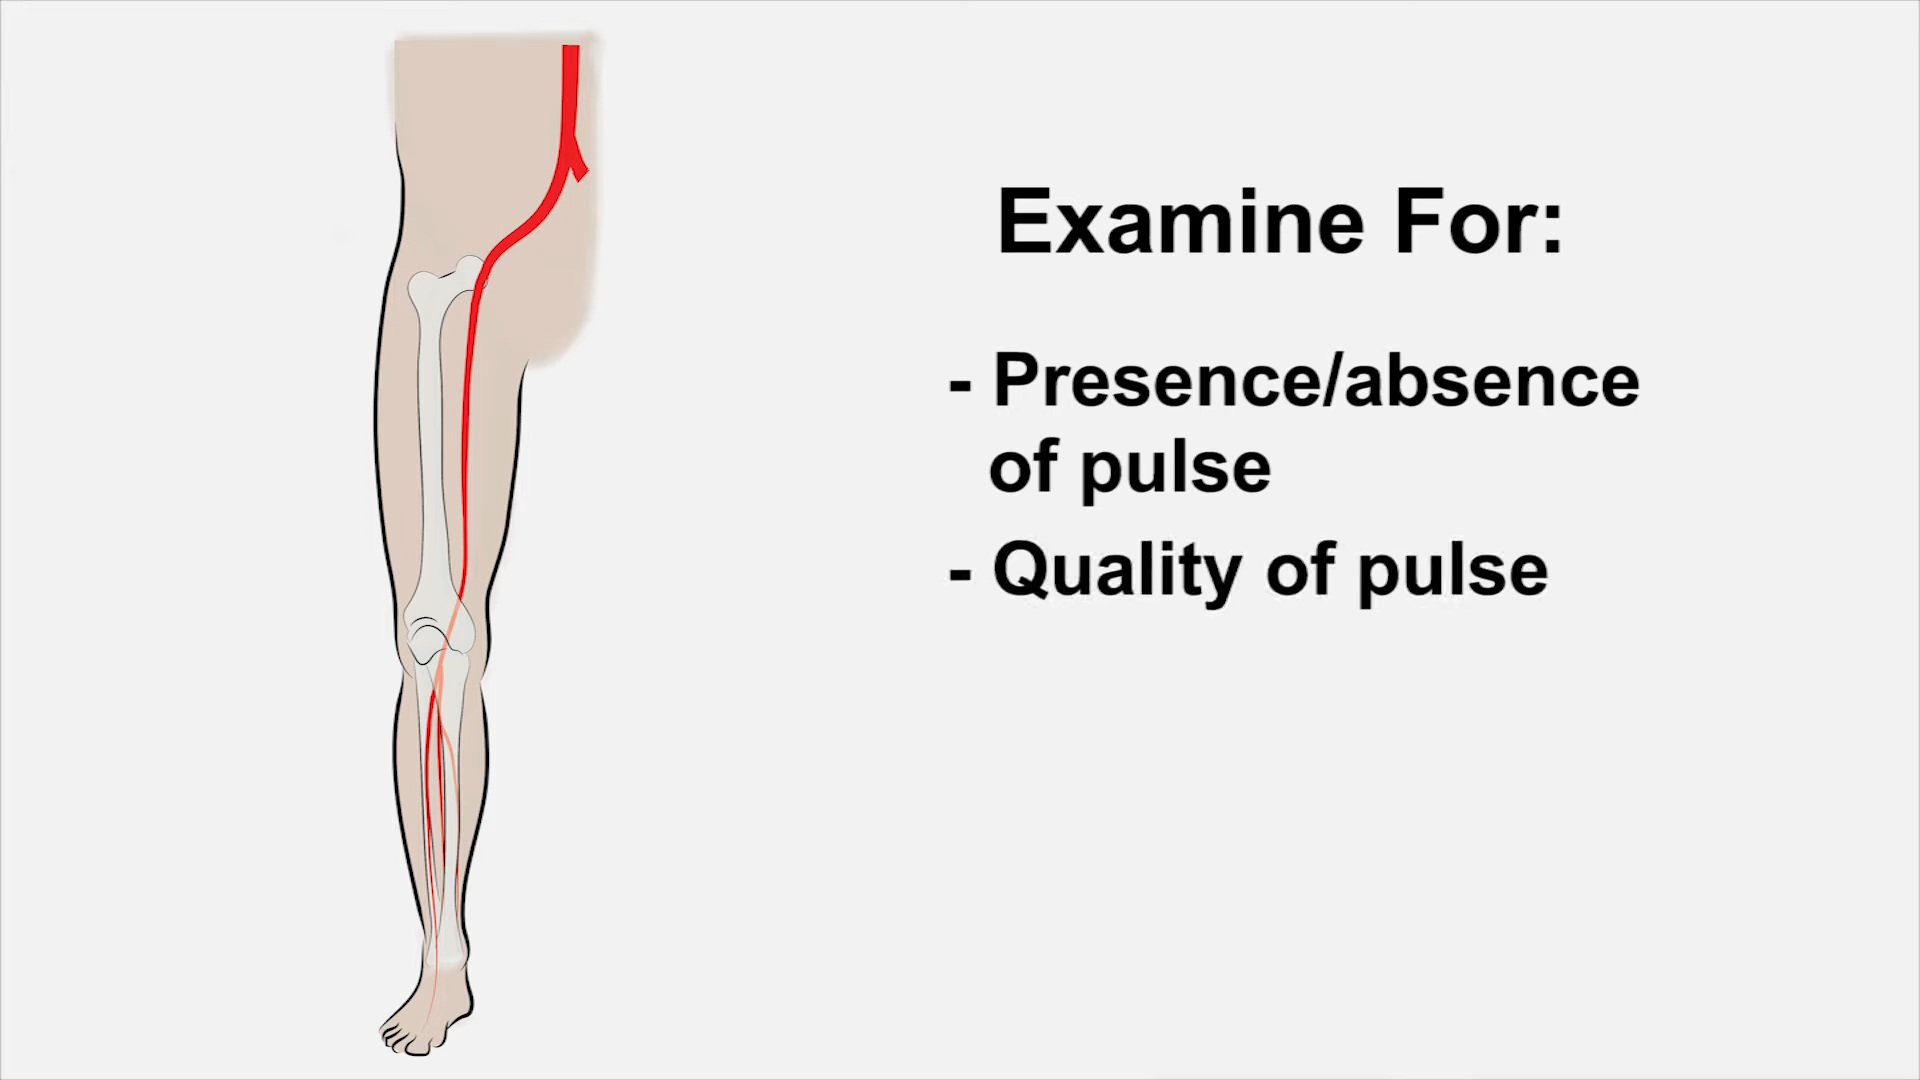 Examine For:
- Presence/absence
of pulse
- Quality of pulse